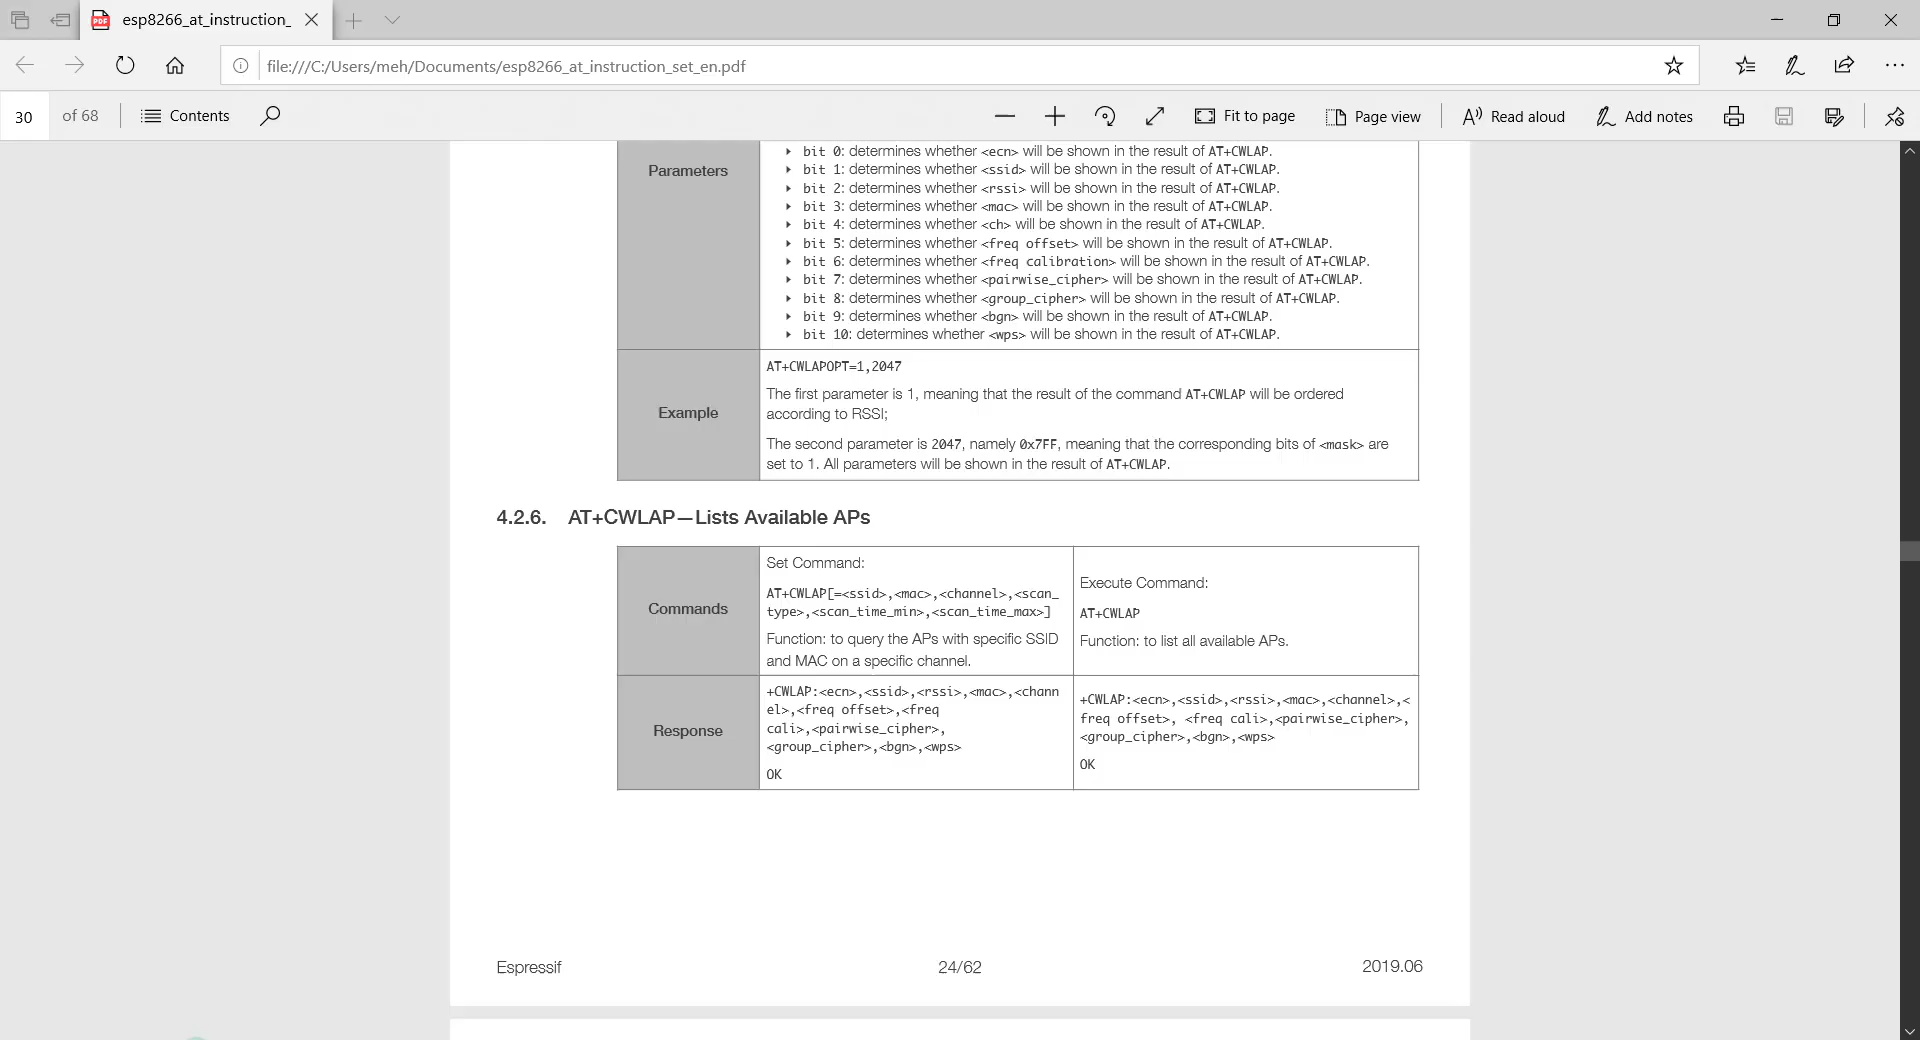 esp8266_at_instruction_
file:///C:/Users/meh/Documents/esp8266_at_instruction_set_en.pdf
30 of 68 Contents Fit to page Page view Read aloud Add notes
Parameters
bit 0: determines whether <ecn> will be shown in the result of AT+CWLAP.
bit 1: determines whether <ssid> will be shown in the result of AT+CWLAP.
bit 2: determines whether <rssi> will be shown in the result of AT+CWLAP.
bit 3: determines whether <mac> will be shown in the result of AT+CWLAP.
bit 4: determines whether <ch> will be shown in the result of AT+CWLAP.
bit 5: determines whether <freq offset> will be shown in the result of AT+CWLAP.
bit 6: determines whether <freq calibration> will be shown in the result of AT+CWLAP.
bit 7: determines whether <pairwise_cipher> will be shown in the result of AT+CWLAP.
bit 8: determines whether <group_cipher> will be shown in the result of AT+CWLAP.
bit 9: determines whether <bgn> will be shown in the result of AT+CWLAP.
bit 10: determines whether <wps> will be shown in the result of AT+CWLAP.
Example
AT+CWLAPOPT=1,2047
The first parameter is 1, meaning that the result of the command AT+CWLAP will be ordered
according to RSSI;
The second parameter is 2047, namely 0x7FF, meaning that the corresponding bits of <mask> are
set to 1. All parameters will be shown in the result of AT+CWLAP.
4.2.6. AT+CWLAP—Lists Available APs
Commands
Set Command:
AT+CWLAP[=<ssid>,<mac>,<channel>,<scan_
type>,<scan_time_min>,<scan_time_max>]
Function: to query the APs with specific SSID
and MAC on a specific channel.
Execute Command:
AT+CWLAP
Function: to list all available APs.
Response
+CWLAP:<ecn>,<ssid>,<rssi>,<mac>,<chann
el>,<freq offset>,<freq
cali>,<pairwise_cipher>,
<group_cipher>,<bgn>,<wps>
OK
+CWLAP:<ecn>,<ssid>,<rssi>,<mac>,<channel>,<
freq offset>, <freq cali>,<pairwise_cipher>,
<group_cipher>,<bgn>,<wps>
OK
Espressif 24/62 2019.06